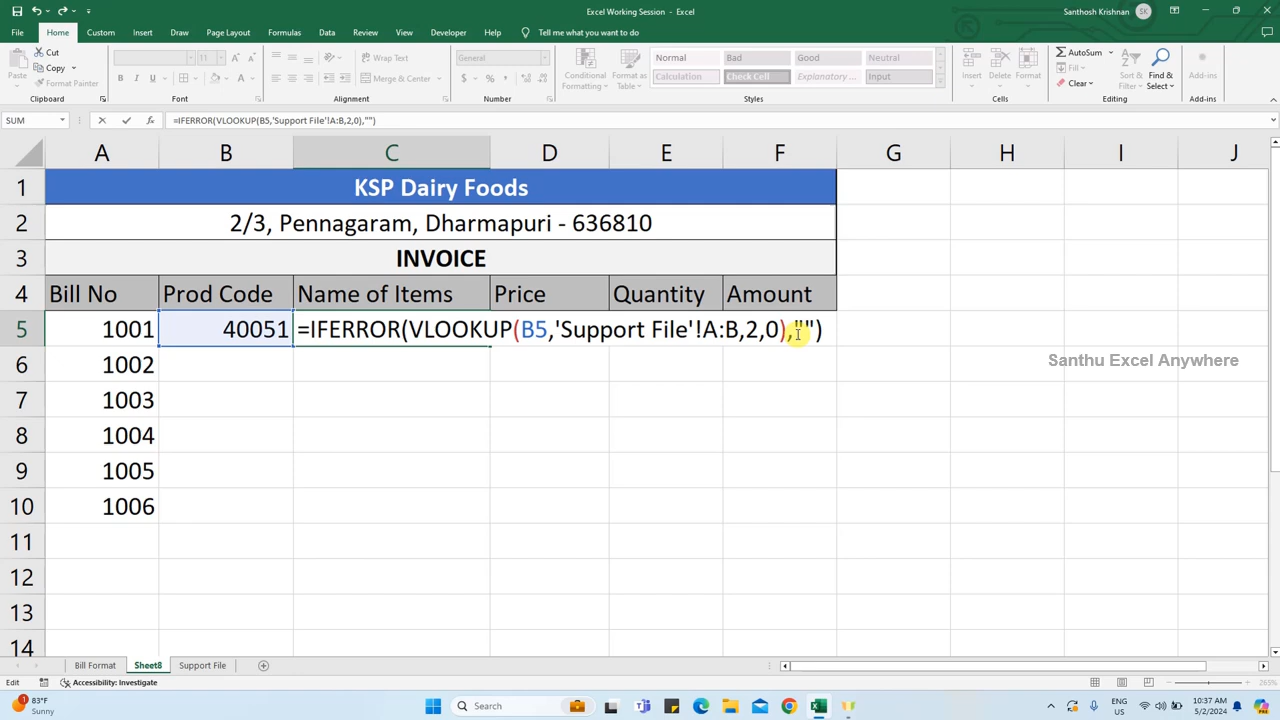 Excel Working Session - Excel
Santhosh Krishnan
SK
File Home Custom Insert Draw Page Layout Formulas Data Review View Developer Help Tell me what you want to do
Paste
Cut
Copy
Format Painter
Clipboard
11
Font
Wrap Text
Merge & Center
Alignment
General
Number
Conditional Formatting
Format as Table
Normal Bad Good Neutral
Calculation Check Cell Explanatory ... Input
Styles
Insert Delete Format
Cells
AutoSum
Fill
Clear
Sort & Filter
Find & Select
Editing
Add-ins
Add-ins
SUM
=IFERROR(VLOOKUP(B5,'Support File'!A:B,2,0),"")
A B C D E F G H I J
1 KSP Dairy Foods
2 2/3, Pennagaram, Dharmapuri - 636810
3 INVOICE
4 Bill No Prod Code Name of Items Price Quantity Amount
5 1001 40051 =IFERROR(VLOOKUP(B5,'Support File'!A:B,2,0),"")
6 1002
Santhu Excel Anywhere
7 1003
8 1004
9 1005
10 1006
11
12
13
14
Bill Format Sheet8 Support File
Edit Accessibility: Investigate
265%
83°F
Sunny
Search
ENG
US
10:37 AM
5/2/2024